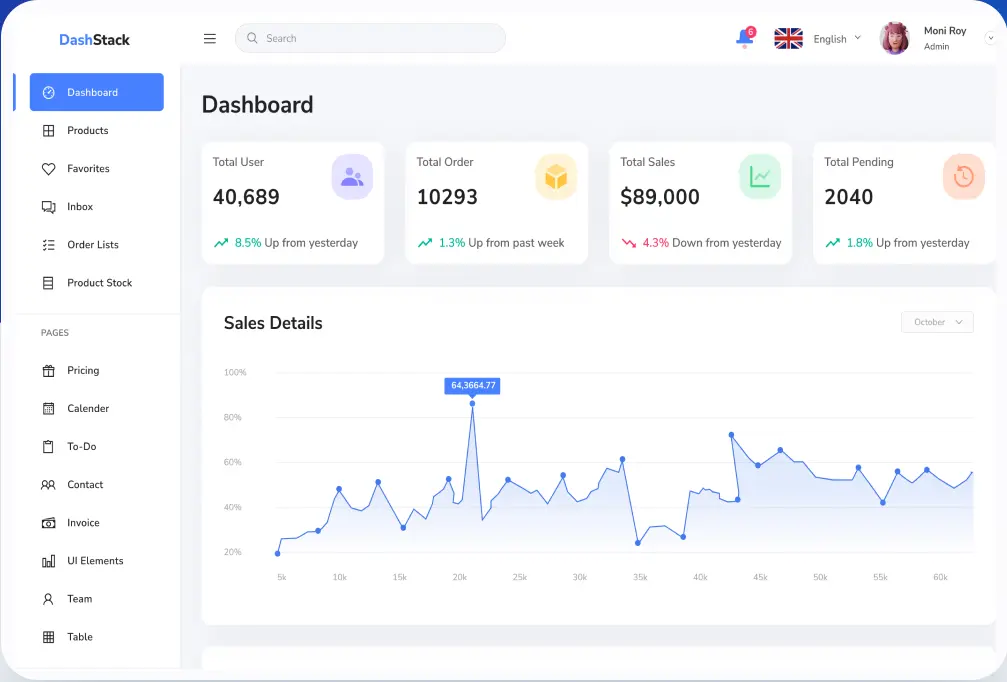 DashStack
Search
6
English
Moni Roy
Admin
Dashboard
Products
Favorites
Inbox
Order Lists
Product Stock
PAGES
Pricing
Calender
To-Do
Contact
Invoice
UI Elements
Team
Table
Dashboard
Total User
40,689
8.5% Up from yesterday
Total Order
10293
1.3% Up from past week
Total Sales
$89,000
4.3% Down from yesterday
Total Pending
2040
1.8% Up from yesterday
Sales Details
October
64,3664.77
100%
80%
60%
40%
20%
5k 10k 15k 20k 25k 30k 35k 40k 45k 50k 55k 60k